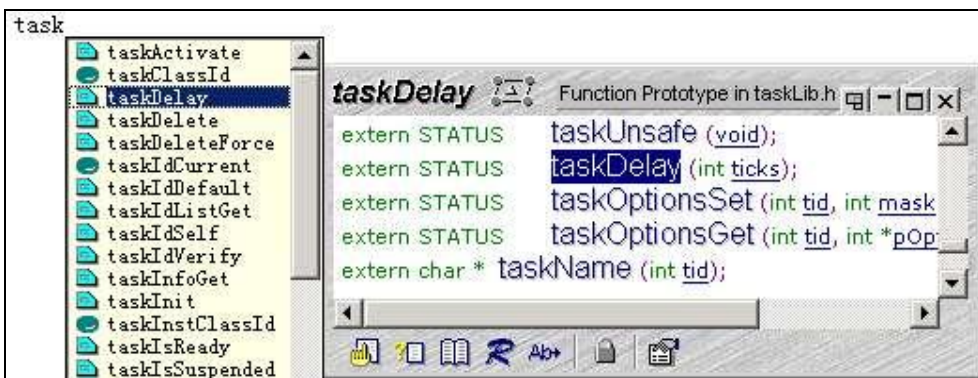 task
taskActivate
taskClassId
taskDelay
taskDelete
taskDeleteForce
taskIdCurrent
taskIdDefault
taskIdListGet
taskIdSelf
taskIdVerify
taskInfoGet
taskInit
taskInstClassId
taskIsReady
taskIsSuspended
taskDelay Function Prototype in taskLib.h
extern STATUS taskUnsafe (void);
extern STATUS taskDelay (int ticks);
extern STATUS taskOptionsSet (int tid, int mask
extern STATUS taskOptionsGet (int tid, int *pOp
extern char * taskName (int tid);
R Ab